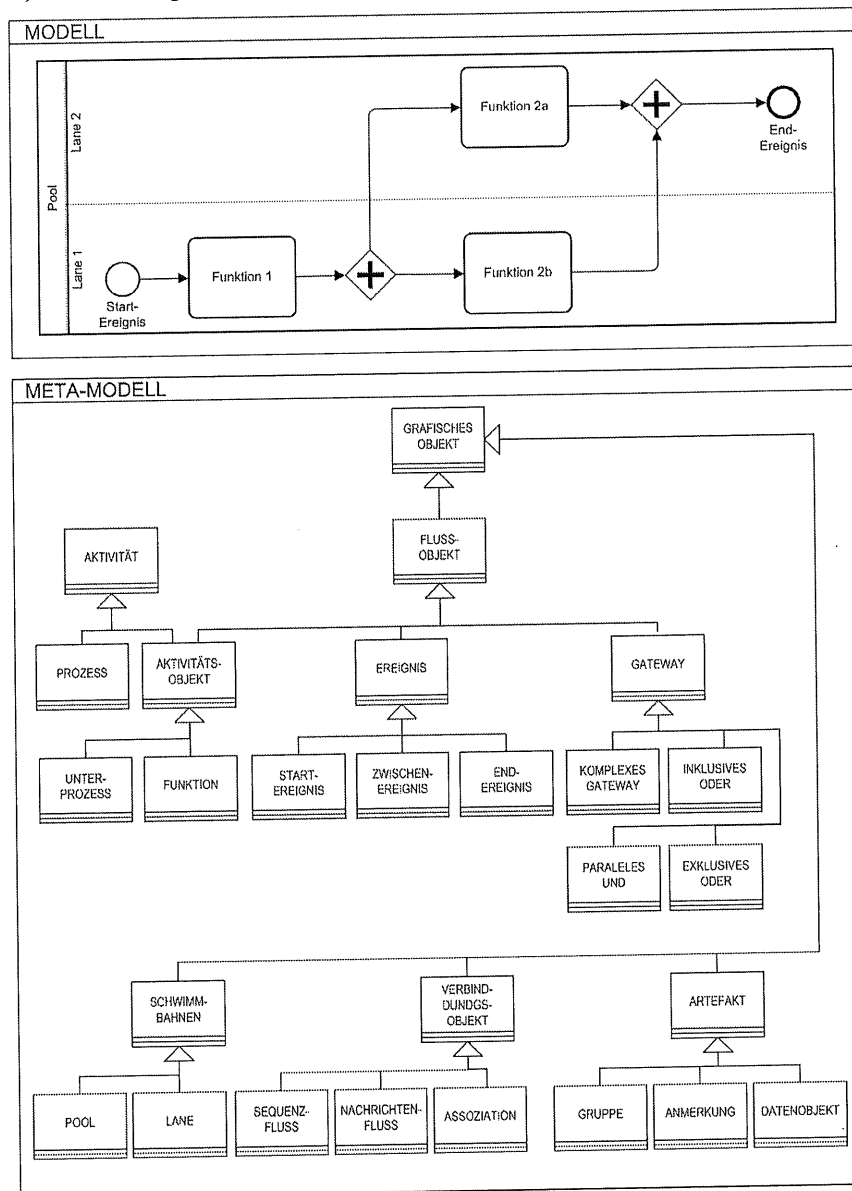 MODELL
Pool
Lane 2
Lane 1
Funktion 2a
End-
Ereignis
Funktion 1
Funktion 2b
Start-
Ereignis
META-MODELL
GRAFISCHES
OBJEKT
AKTIVITÄT
FLUSS-
OBJEKT
PROZESS
AKTIVITÄTS-
OBJEKT
EREIGNIS
GATEWAY
UNTER-
PROZESS
FUNKTION
START-
EREIGNIS
ZWISCHEN-
EREIGNIS
END-
EREIGNIS
KOMPLEXES
GATEWAY
INKLUSIVES
ODER
PARALELES
UND
EXKLUSIVES
ODER
SCHWIMM-
BAHNEN
VERBIND-
DUNDGS-
OBJEKT
ARTEFAKT
POOL
LANE
SEQUENZ-
FLUSS
NACHRICHTEN-
FLUSS
ASSOZIATION
GRUPPE
ANMERKUNG
DATENOBJEKT